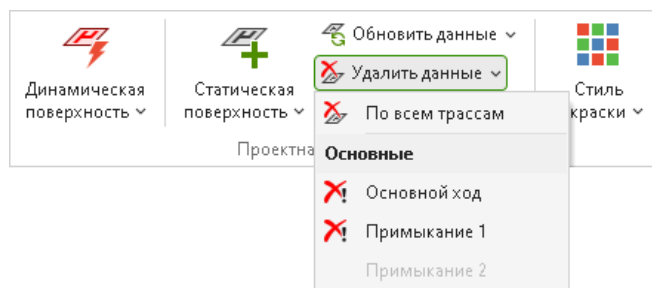 Динамическая
поверхность
Статическая
поверхность
Обновить данные
Удалить данные
По всем трассам
Основные
Основной ход
Примыкание 1
Примыкание 2
Стиль
краски
Проектна